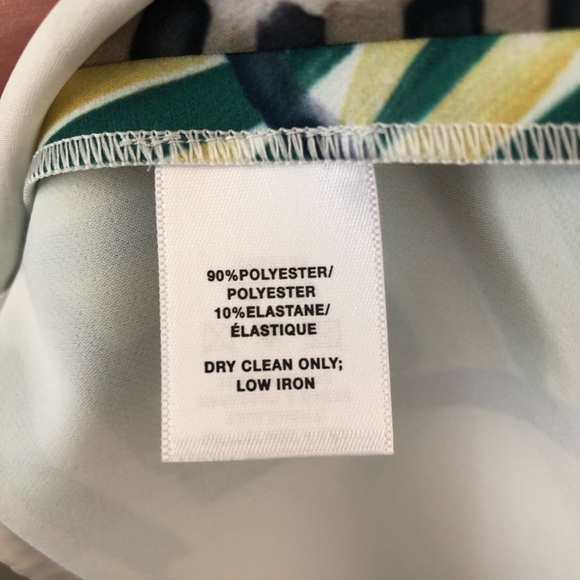 90%POLYESTER/
POLYESTER
10%ELASTANE/
ÉLASTIQUE
DRY CLEAN ONLY;
LOW IRON